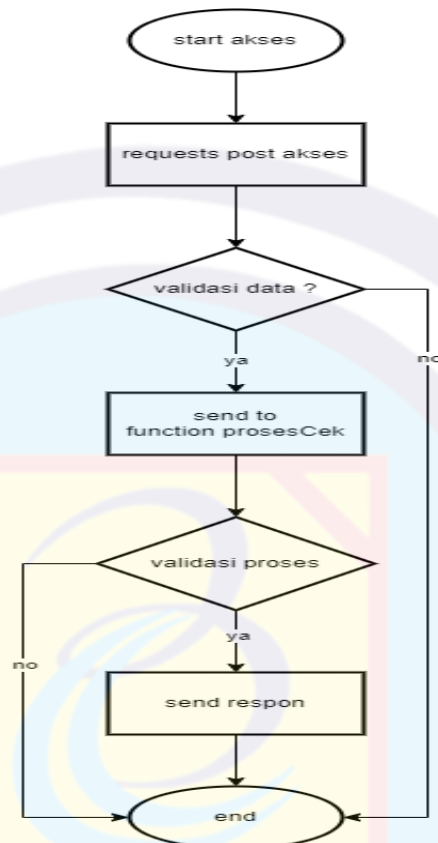 start akses
requests post akses
validasi data ?
no
ya
send to
function prosesCek
validasi proses
ya
no
send respon
end